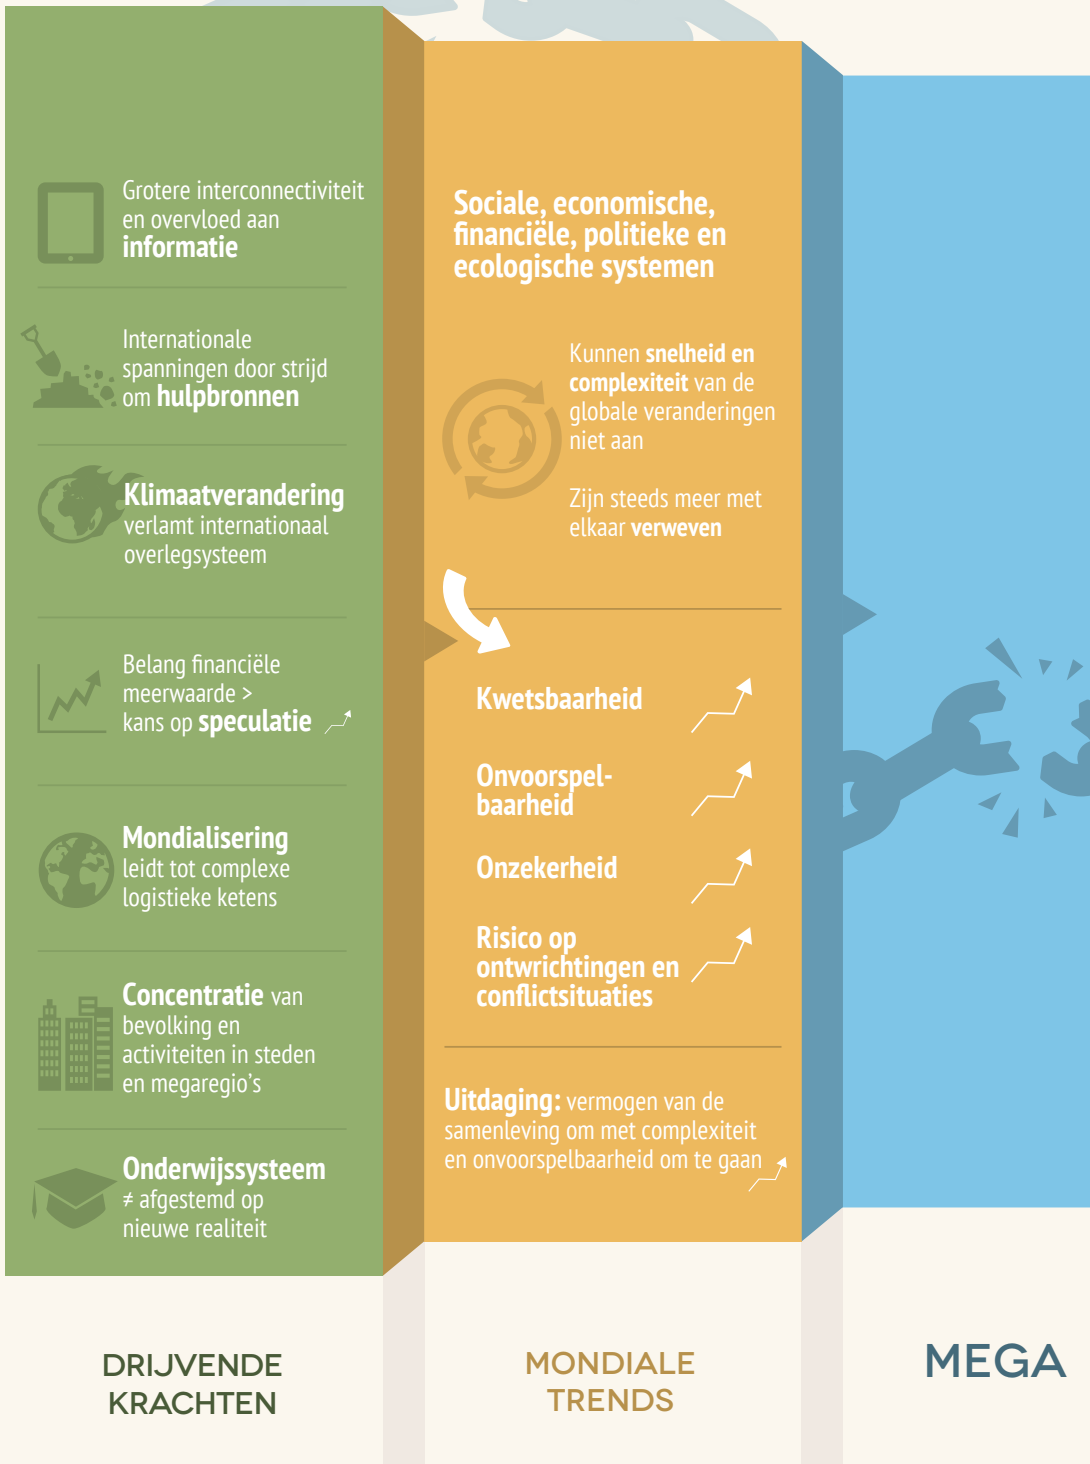 Grotere interconnectiviteit
en overvloed aan
informatie
Internationale
spanningen door strijd
om hulpbronnen
Klimaatverandering
verlamt internationaal
overlegsysteem
Belang financiële
meerwaarde >
kans op speculatie
Mondialisering
leidt tot complexe
logistieke ketens
Concentratie van
bevolking en
activiteiten in steden
en megaregio's
Onderwijssysteem
≠ afgestemd op
nieuwe realiteit
DRIJVENDE
KRACHTEN
Sociale, economische,
financiële, politieke en
ecologische systemen
Kunnen snelheid en
complexiteit van de
globale veranderingen
niet aan
Zijn steeds meer met
elkaar verweven
Kwetsbaarheid
Onvoorspel-
baarheid
Onzekerheid
Risico op
ontwrichtingen en
conflictsituaties
Uitdaging: vermogen van de
samenleving om met complexiteit
en onvoorspelbaarheid om te gaan
MONDIALE
TRENDS
MEGA